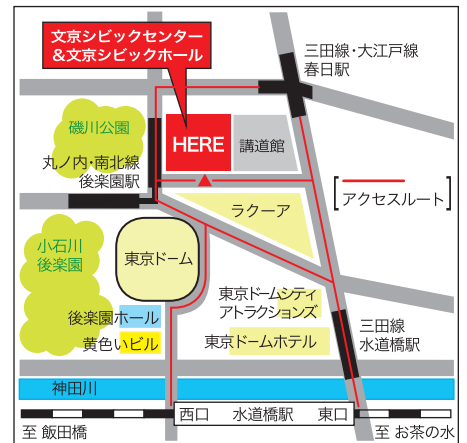 文京シビックセンター
&文京シビックホール
三田線・大江戸線
春日駅
礫川公園
HERE
講道館
丸ノ内・南北線
後楽園駅
アクセスルート
ラクーア
小石川
後楽園
東京ドーム
東京ドームシティ
アトラクションズ
後楽園ホール
黄色いビル
東京ドームホテル
三田線
水道橋駅
神田川
西口 水道橋駅 東口
至 飯田橋
至 お茶の水